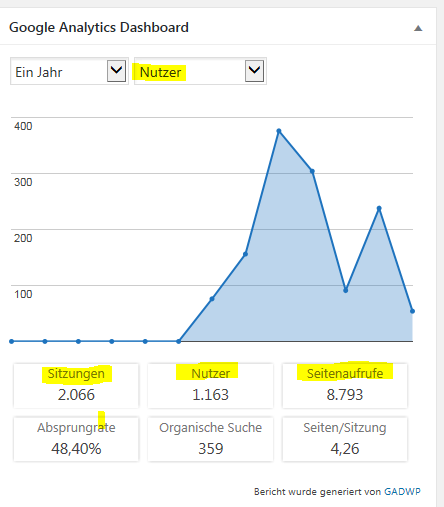 Google Analytics Dashboard
Ein Jahr Nutzer
400
300
200
100
Sitzungen Nutzer Seitenaufrufe
2.066 1.163 8.793
Absprungrate Organische Suche Seiten/Sitzung
48,40% 359 4,26
Bericht wurde generiert von GADWP